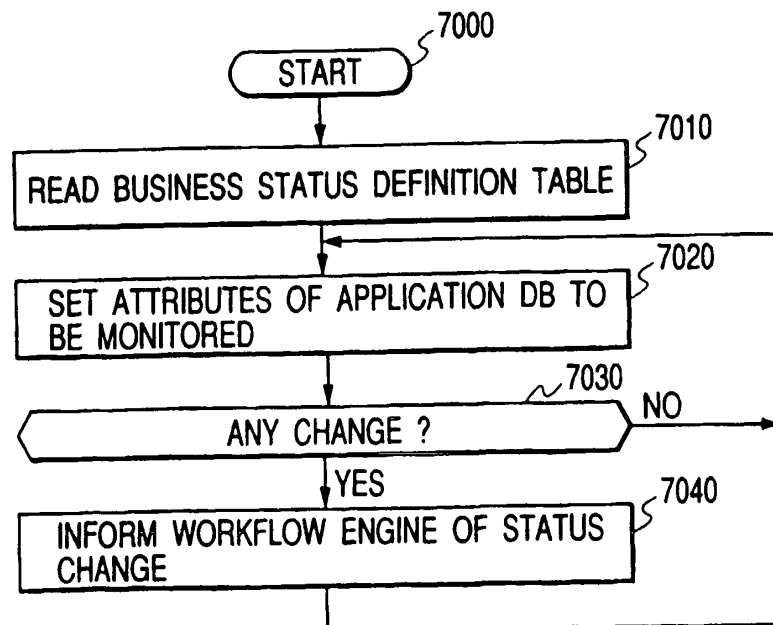 7000
START
7010
READ BUSINESS STATUS DEFINITION TABLE
7020
SET ATTRIBUTES OF APPLICATION DB TO
BE MONITORED
7030
ANY CHANGE ?
NO
YES
7040
INFORM WORKFLOW ENGINE OF STATUS
CHANGE